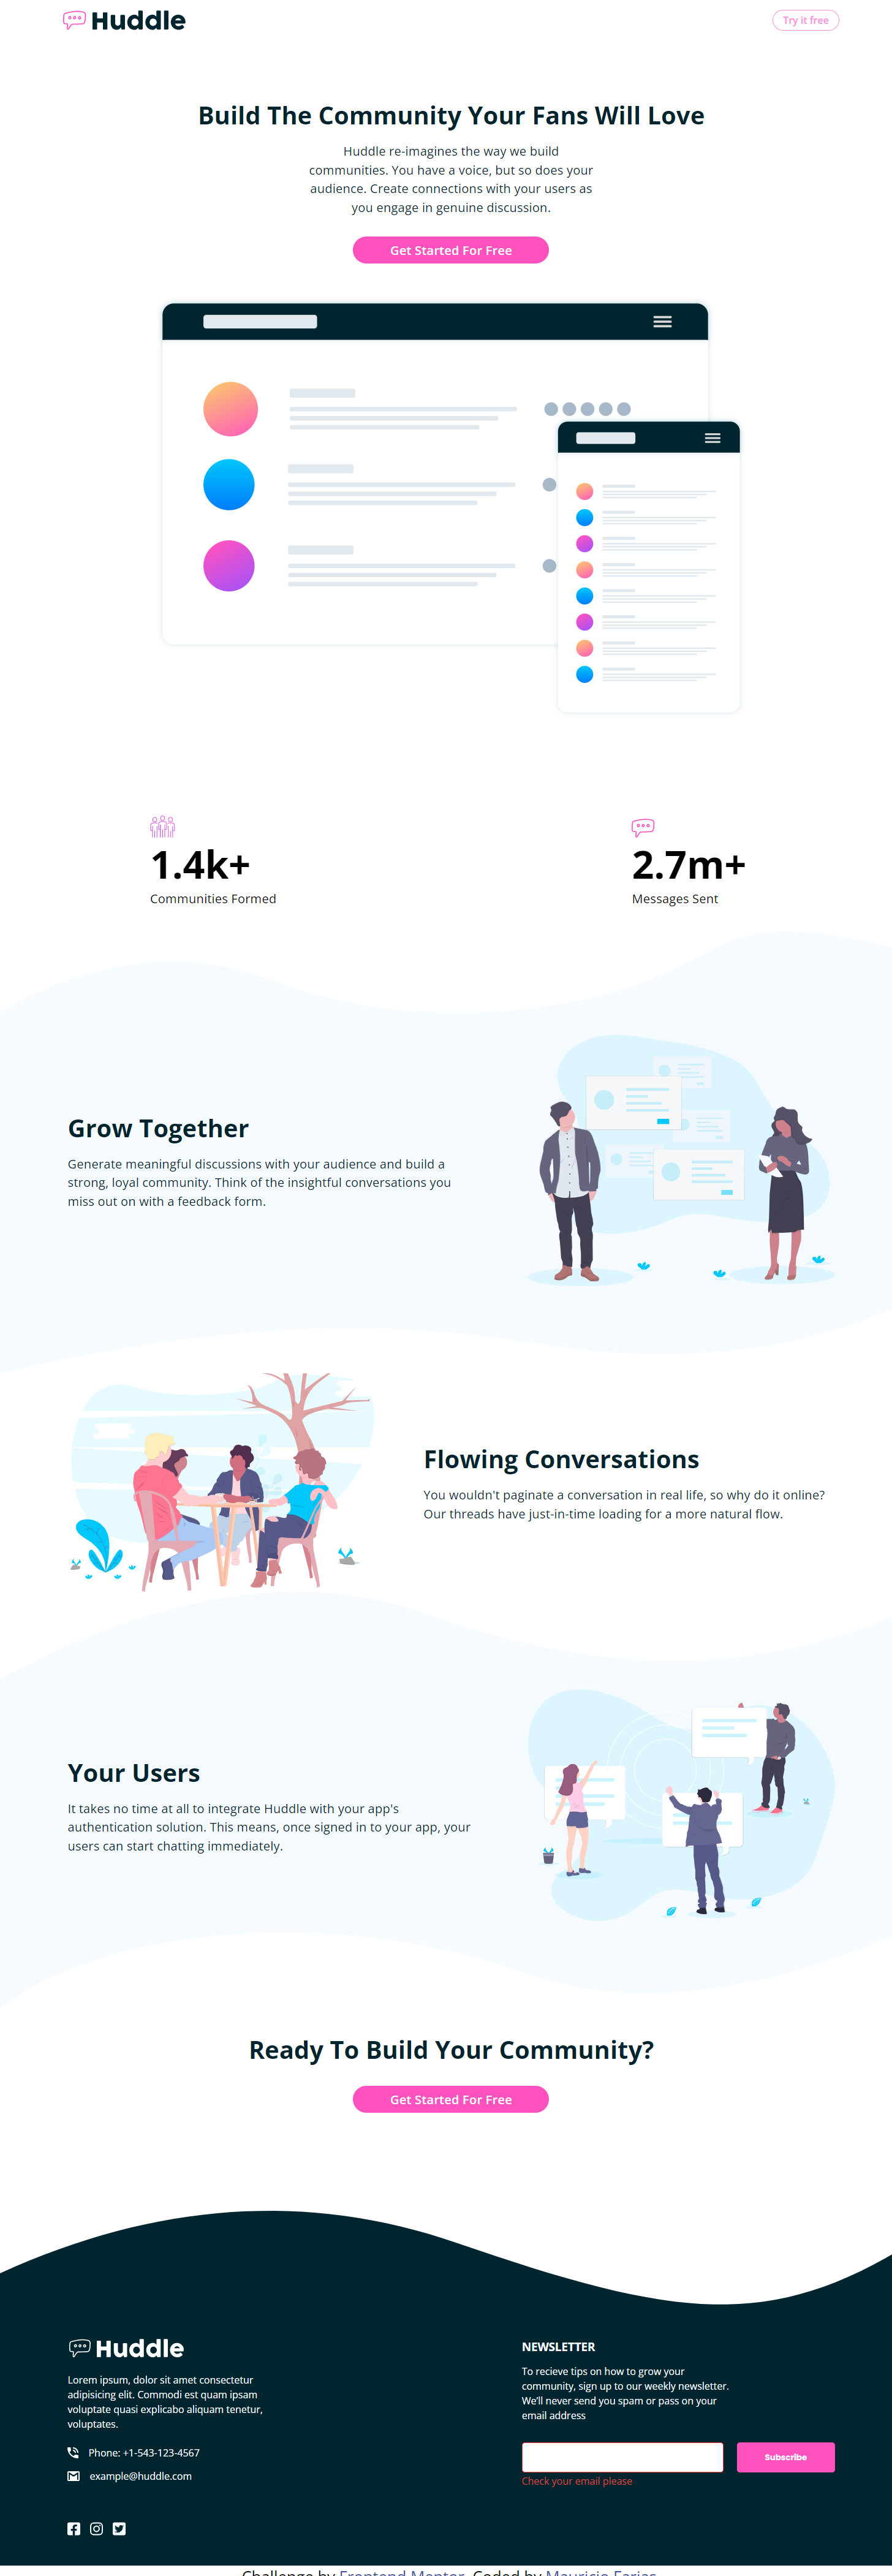 Huddle
Try it free
Build The Community Your Fans Will Love
Huddle re-imagines the way we build
communities. You have a voice, but so does your
audience. Create connections with your users as
you engage in genuine discussion.
Get Started For Free
1.4k+
Communities Formed
2.7m+
Messages Sent
Grow Together
Generate meaningful discussions with your audience and build a
strong, loyal community. Think of the insightful conversations you
miss out on with a feedback form.
Flowing Conversations
You wouldn't paginate a conversation in real life, so why do it online?
Our threads have just-in-time loading for a more natural flow.
Your Users
It takes no time at all to integrate Huddle with your app's
authentication solution. This means, once signed in to your app, your
users can start chatting immediately.
Ready To Build Your Community?
Get Started For Free
Huddle
Lorem ipsum, dolor sit amet consectetur
adipisicing elit. Commodi est quam ipsam
voluptate quasi explicabo aliquam tenetur,
voluptates.
Phone: +1-543-123-4567
example@huddle.com
NEWSLETTER
To recieve tips on how to grow your
community, sign up to our weekly newsletter.
We'll never send you spam or pass on your
email address
Subscribe
Check your email please
Challenge by Frontend Mentor. Coded by Mauricio Farias.